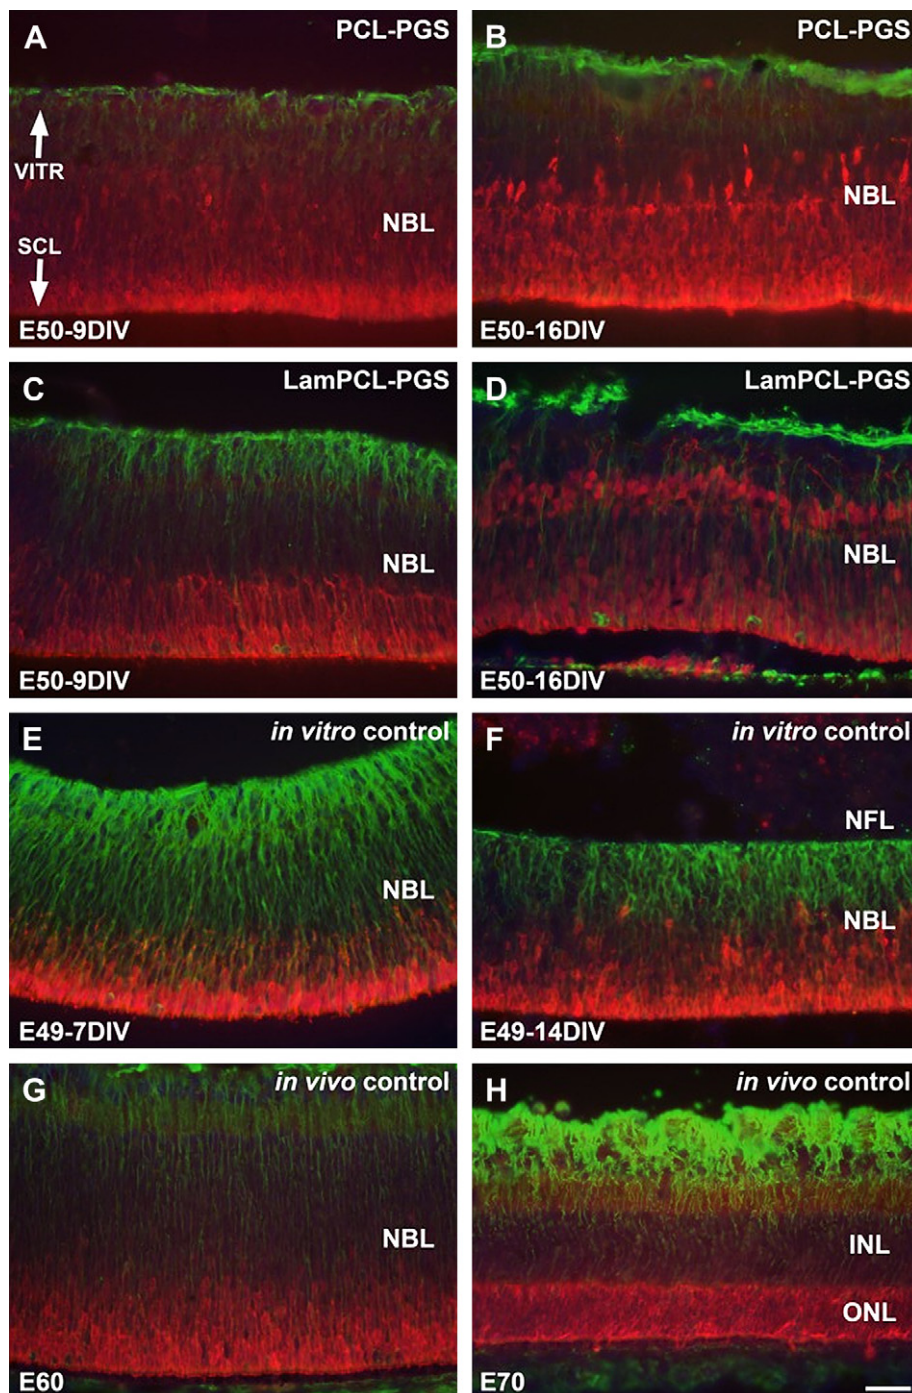 A
PCL-PGS
VITR
SCL
NBL
E50-9DIV
B
PCL-PGS
NBL
E50-16DIV
C
LamPCL-PGS
NBL
E50-9DIV
D
LamPCL-PGS
NBL
E50-16DIV
E
in vitro control
NBL
E49-7DIV
F
in vitro control
NFL
NBL
E49-14DIV
G
in vivo control
NBL
E60
H
in vivo control
INL
ONL
E70